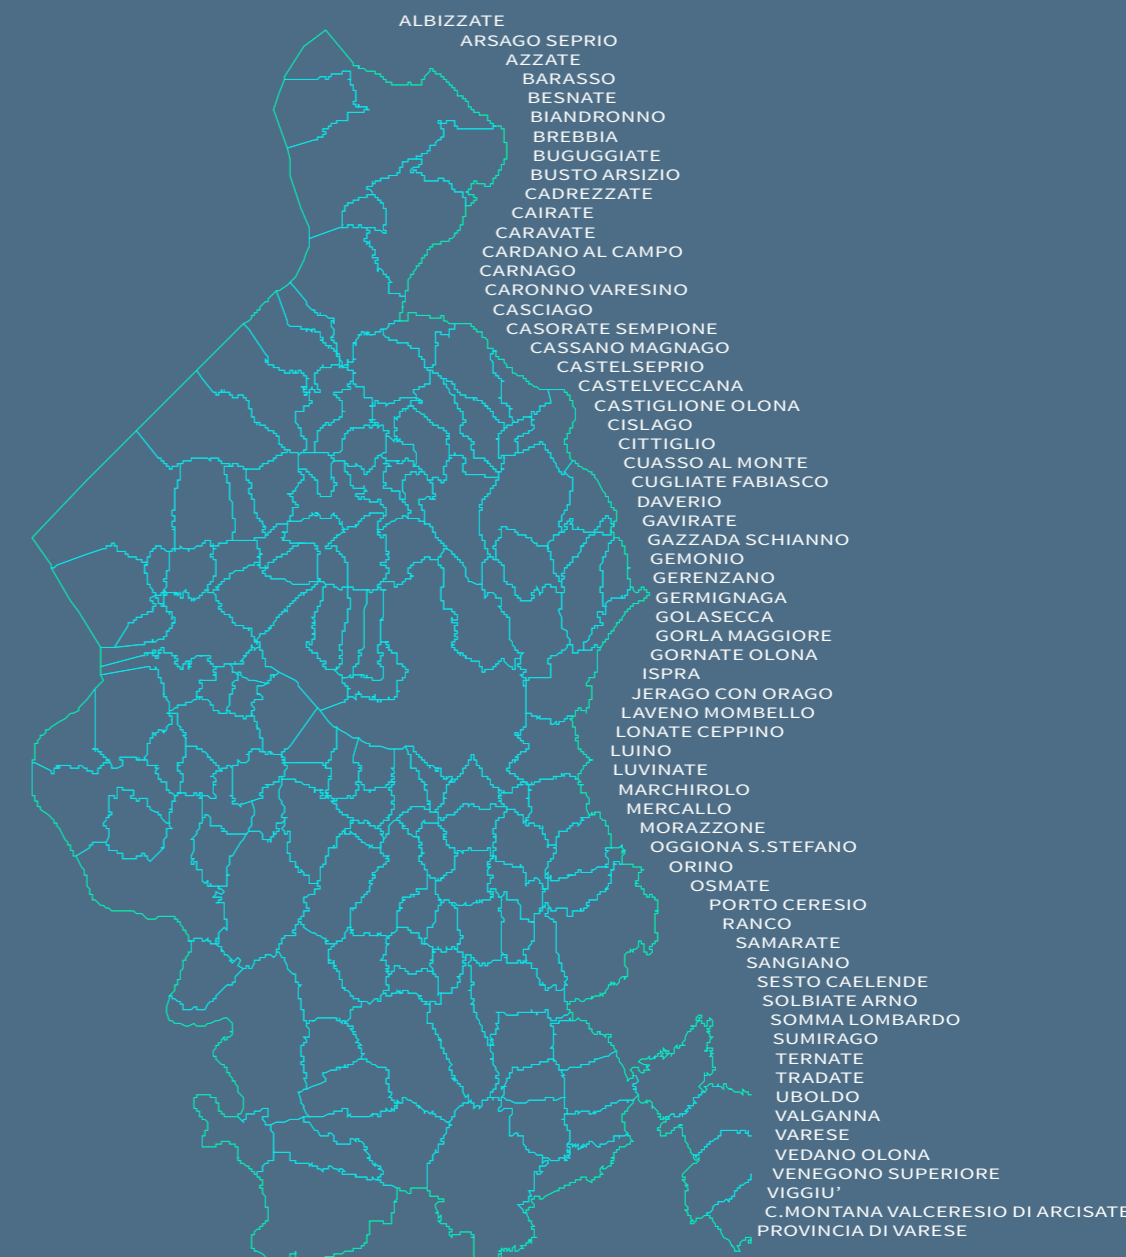 ALBIZZATE
ARSAGO SEPRIO
AZZATE
BARASSO
BESNATE
BIANDRONNO
BREBBIA
BUGUGGIATE
BUSTO ARSIZIO
CADREZZATE
CAIRATE
CARAVATE
CARDANO AL CAMPO
CARNAGO
CARONNO VARESINO
CASCIAGO
CASORATE SEMPIONE
CASSANO MAGNAGO
CASTELSEPRIO
CASTELVECCANA
CASTIGLIONE OLONA
CISLAGO
CITTIGLIO
CUASSO AL MONTE
CUGLIATE FABIASCO
DAVERIO
GAVIRATE
GAZZADA SCHIANNO
GEMONIO
GERENZANO
GERMIGNAGA
GOLASECCA
GORLA MAGGIORE
GORNATE OLONA
ISPRA
JERAGO CON ORAGO
LAVENO MOMBELLO
LONATE CEPPINO
LUINO
LUVINATE
MARCHIROLO
MERCALLO
MORAZZONE
OGGIONA S.STEFANO
ORINO
OSMATE
PORTO CERESIO
RANCO
SAMARATE
SANGIANO
SESTO CAELENDE
SOLBIATE ARNO
SOMMA LOMBARDO
SUMIRAGO
TERNATE
TRADATE
UBOLDO
VALGANNA
VARESE
VEDANO OLONA
VENEGONO SUPERIORE
VIGGIU’
C.MONTANA VALCERESIO DI ARCISATE
PROVINCIA DI VARESE